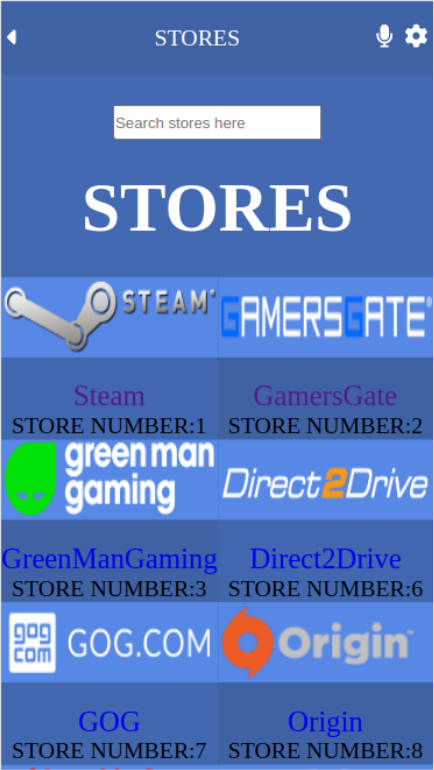 STORES
Search stores here
STORES
STEAM
GAMERSGATE
Steam
GamersGate
STORE NUMBER:1
STORE NUMBER:2
green man
gaming
Direct2Drive
GreenManGaming
Direct2Drive
STORE NUMBER:3
STORE NUMBER:6
gog
com
GOG.COM
Origin
GOG
Origin
STORE NUMBER:7
STORE NUMBER:8